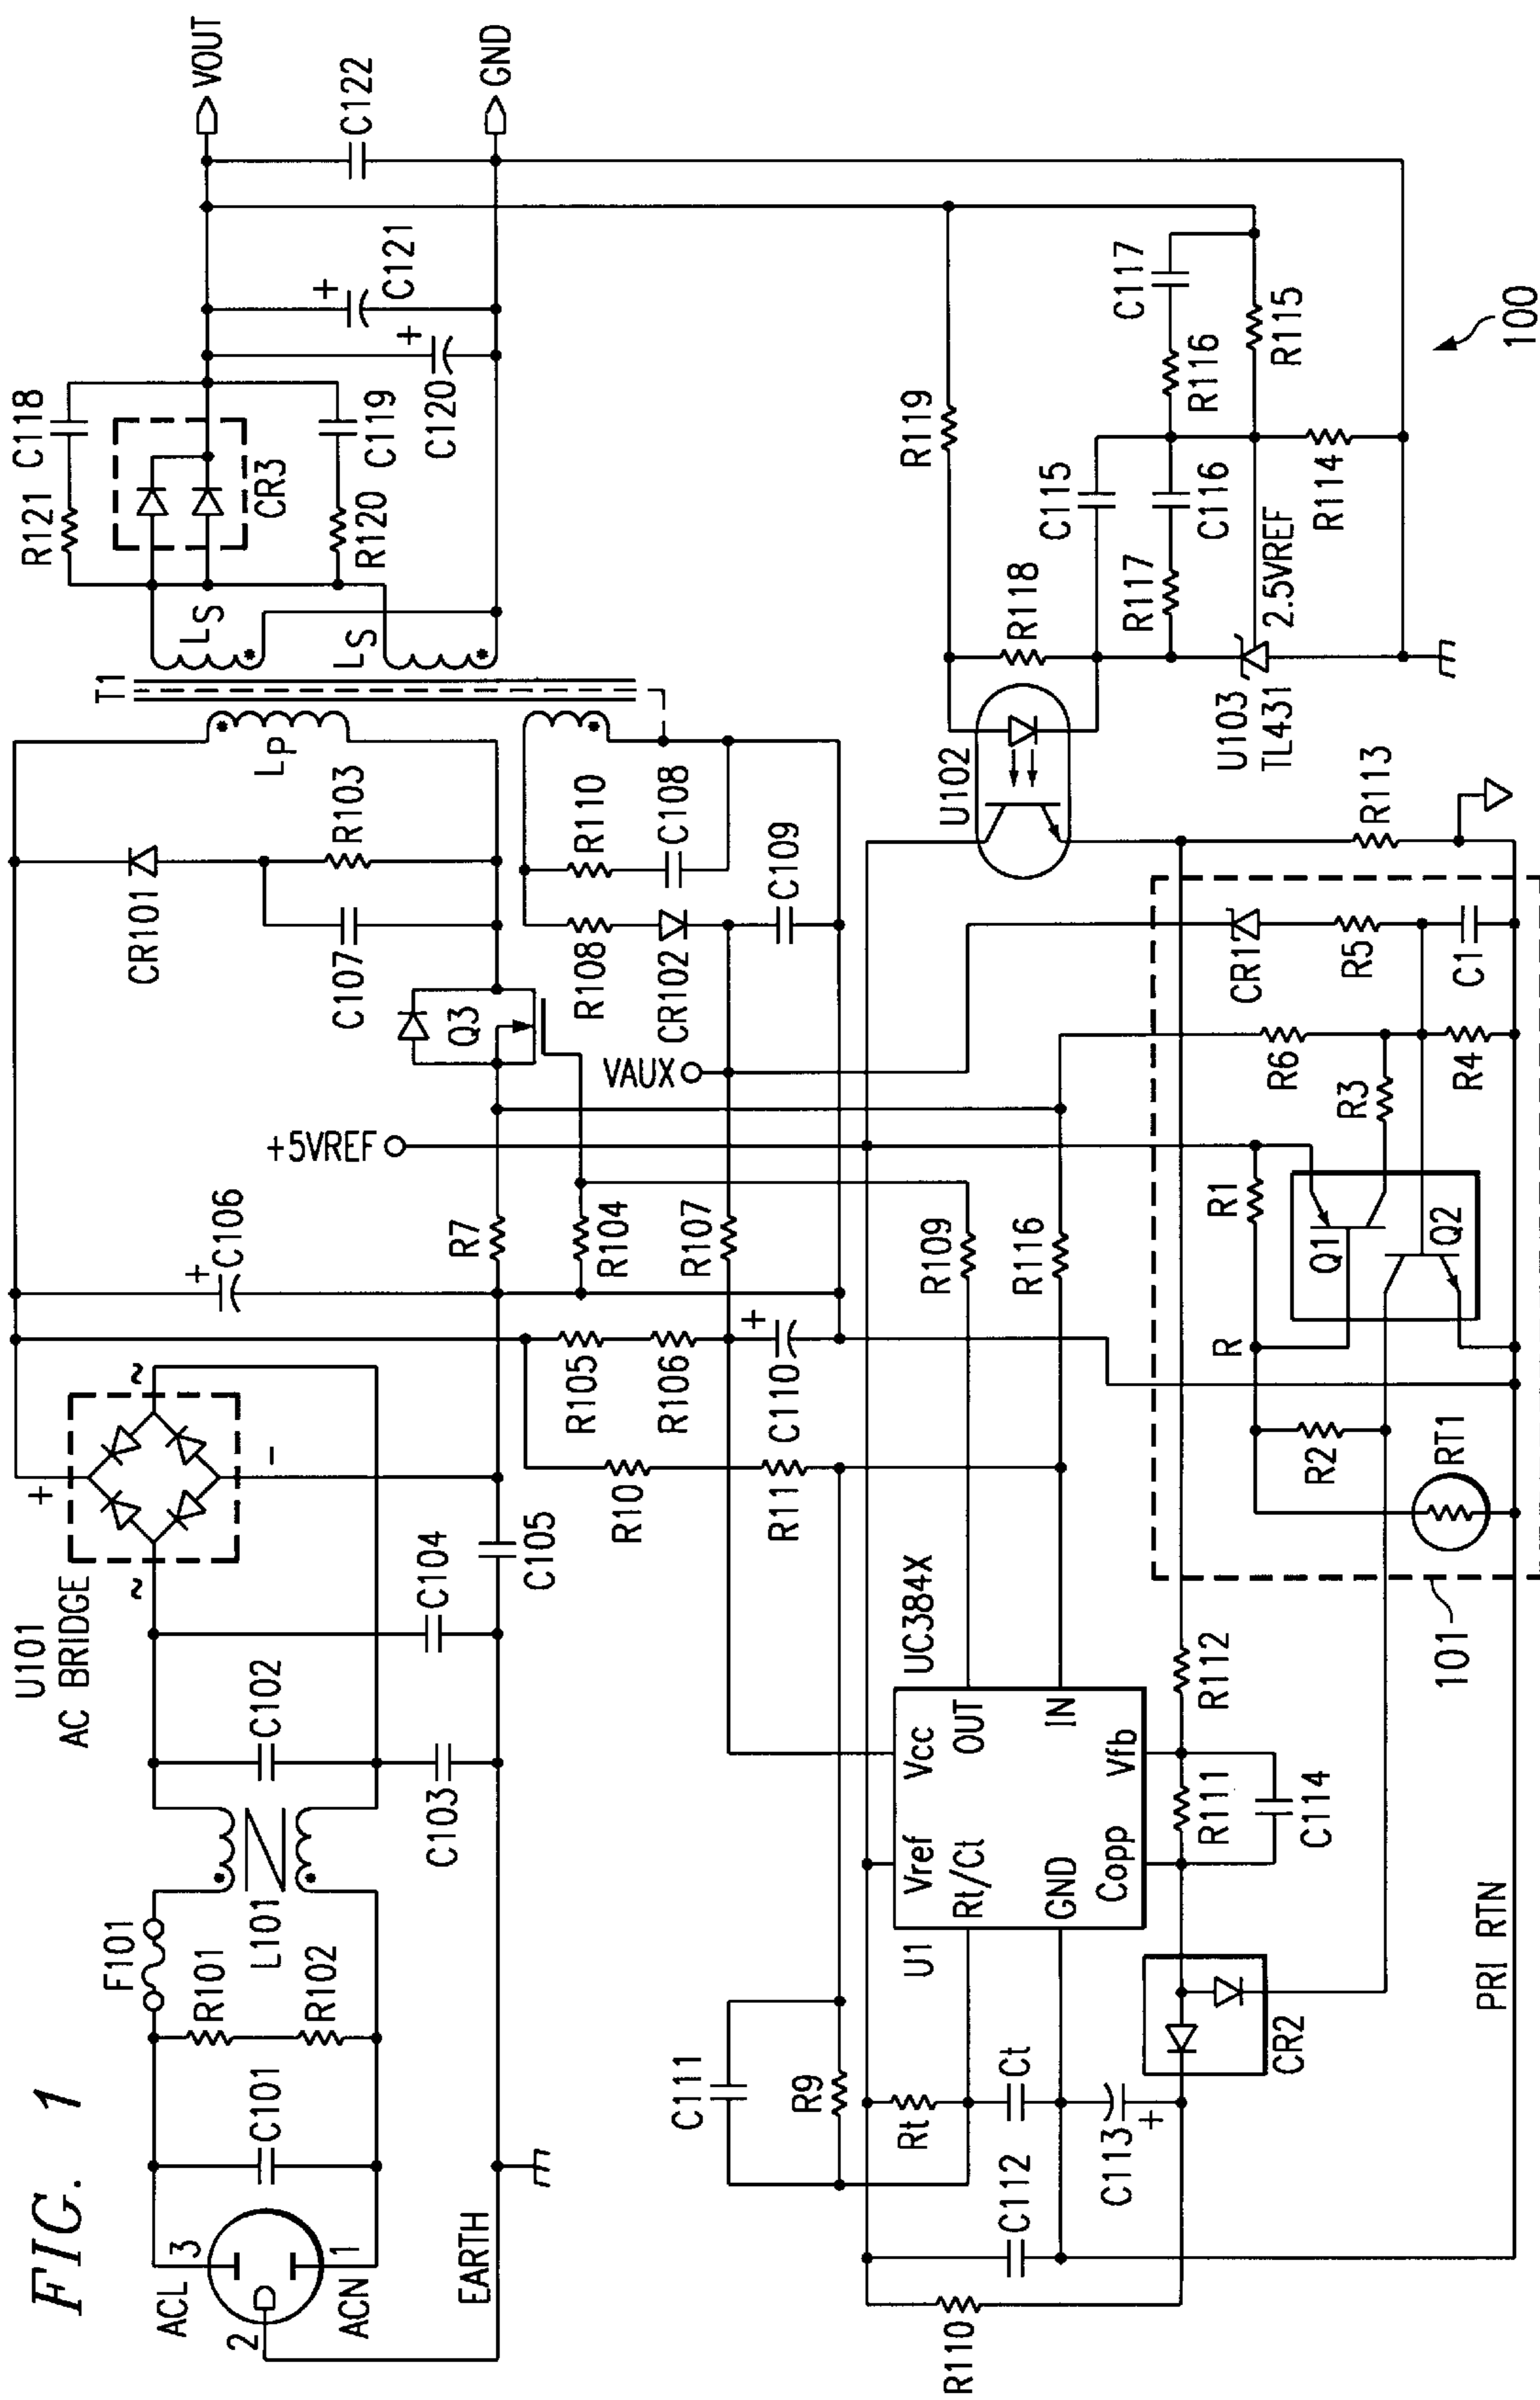 FIG. 1
ACL
3
2
1
ACN
EARTH
C101
R101
R102
F101
L101
C102
C103
U101
AC BRIDGE
~
~
+
-
C104
C105
C106
+
R7
R104
R105
R106
R107
C110
+
R10
R11
+5VREF
VAUX
Q3
CR101
C107
R103
LP
T1
R108
CR102
R110
C108
C109
LS
LS
R121
C118
CR3
R120
C119
C120
+
C121
+
C122
VOUT
GND
C111
R9
Rt
Ct
C112
C113
+
R110
U1
UC384X
Vref
Vcc
Rt/Ct
OUT
GND
IN
Copp
Vfb
R109
R116
R111
C114
R112
CR2
PRI RTN
101
RT1
R2
R
R1
Q1
Q2
R3
R6
R4
CR1
R5
C1
R113
U102
U103
TL431
2.5VREF
R118
R117
C115
C116
R119
R114
R116
C117
R115
100